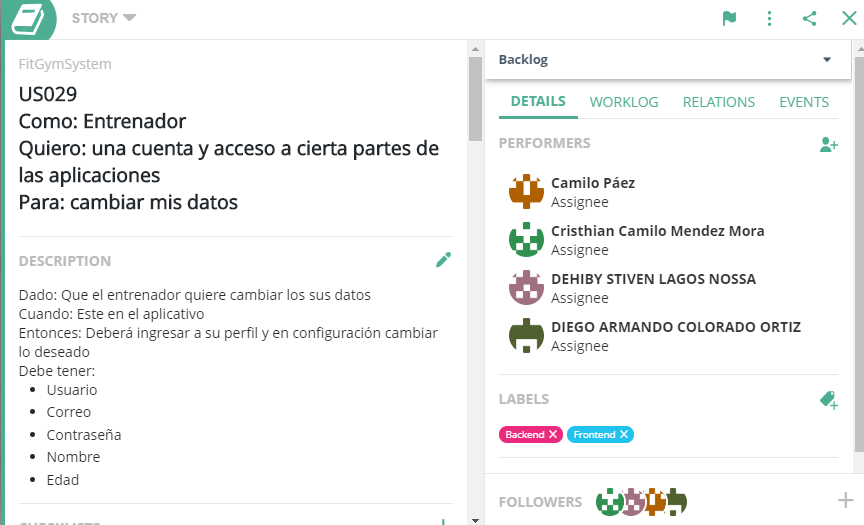 STORY
FitGymSystem
US029
Como: Entrenador
Quiero: una cuenta y acceso a cierta partes de
las aplicaciones
Para: cambiar mis datos
DESCRIPTION
Dado: Que el entrenador quiere cambiar los sus datos
Cuando: Este en el aplicativo
Entonces: Deberá ingresar a su perfil y en configuración cambiar
lo deseado
Debe tener:
• Usuario
• Correo
• Contraseña
• Nombre
• Edad
CHECKLISTS
Backlog
DETAILS WORKLOG RELATIONS EVENTS
PERFORMERS
Camilo Páez
Assignee
Cristhian Camilo Mendez Mora
Assignee
DEHIBY STIVEN LAGOS NOSSA
Assignee
DIEGO ARMANDO COLORADO ORTIZ
Assignee
LABELS
Backend X Frontend X
FOLLOWERS